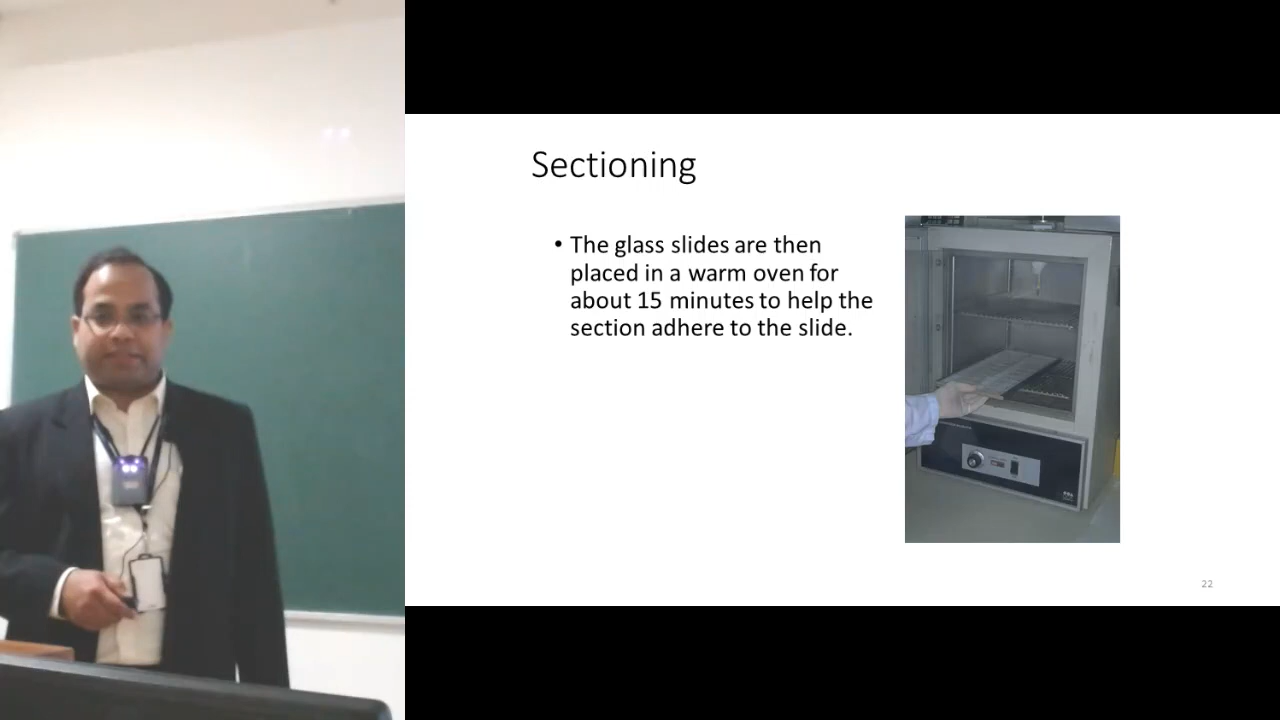 Sectioning
• The glass slides are then
placed in a warm oven for
about 15 minutes to help the
section adhere to the slide.
22